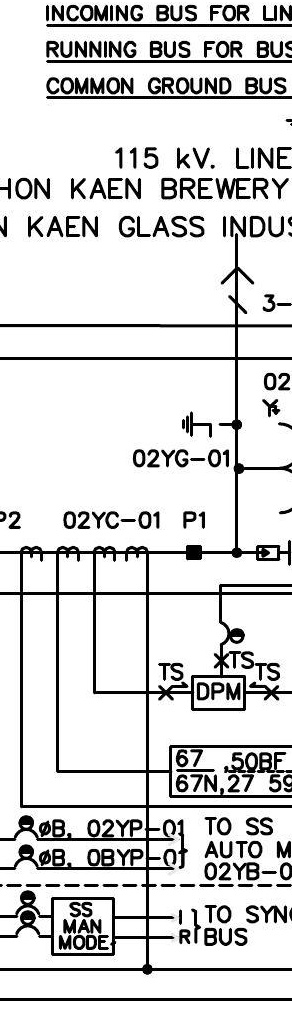 INCOMING BUS FOR LIN
RUNNING BUS FOR BUS
COMMON GROUND BUS
115 kV. LINE
HON KAEN BREWERY
N KAEN GLASS INDUS
3-
02
02YG-01
P2 02YC-01 P1
TS TS TS
DPM
67 ,50BF
67N,27 59
ØB, 02YP-01 TO SS
ØB, 0BYP-01 AUTO M
02YB-0
SS
MAN
MODE
I TO SYNC
R BUS